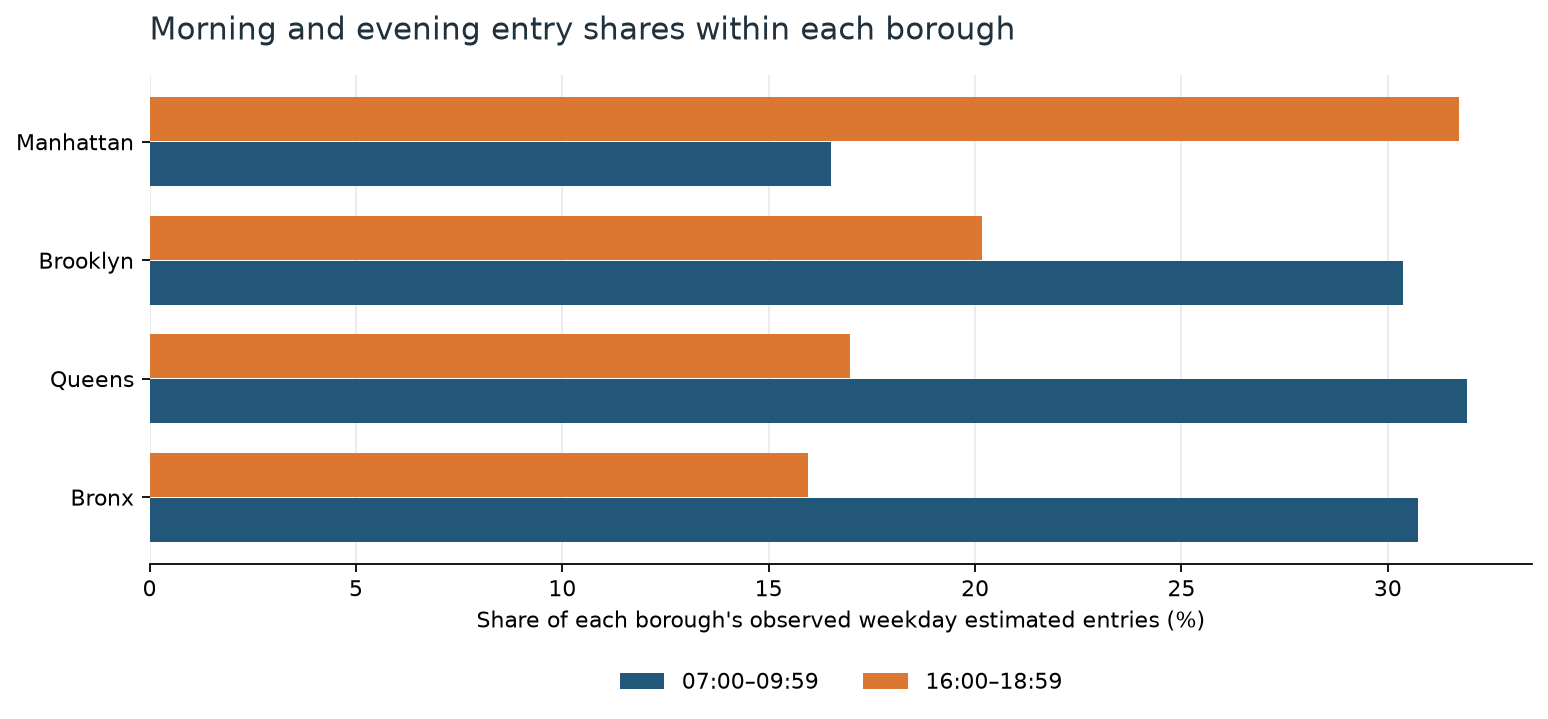 Morning and evening entry shares within each borough
Manhattan
Brooklyn
Queens
Bronx
0 5 10 15 20 25 30
Share of each borough's observed weekday estimated entries (%)
07:00–09:59 16:00–18:59